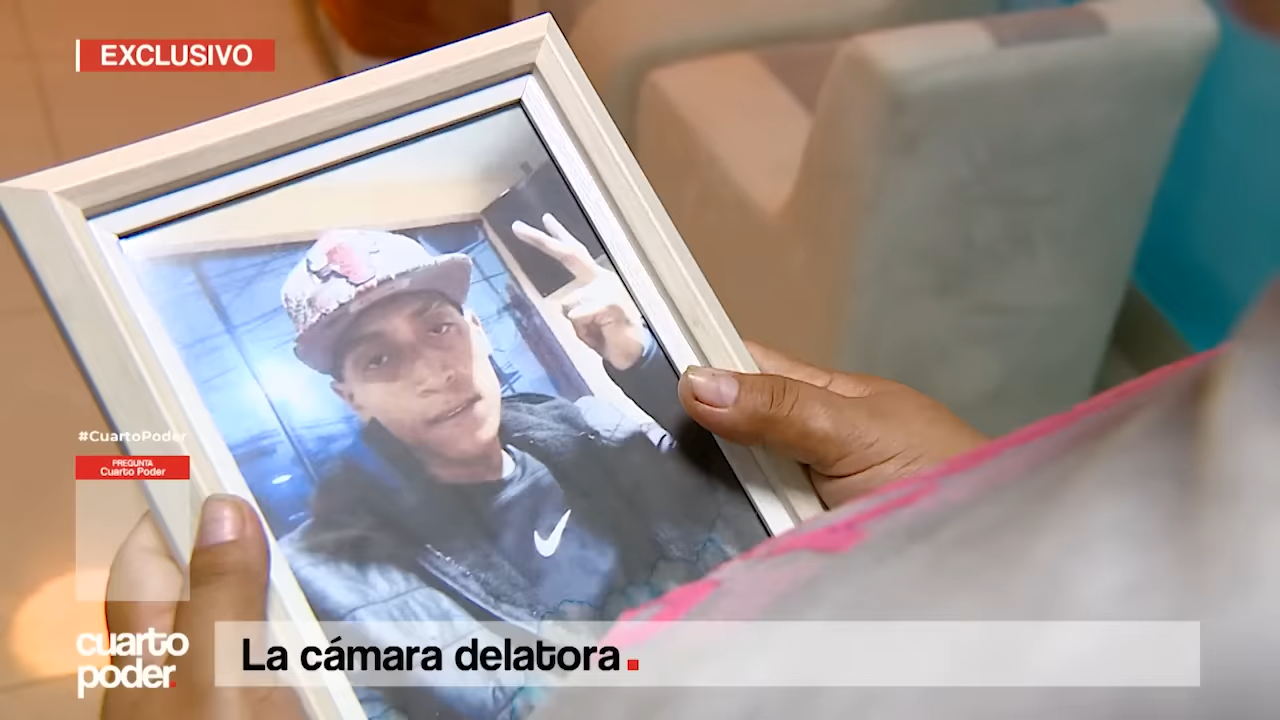 EXCLUSIVO
#CuartoPoder
PREGUNTA
Cuarto Poder
cuarto
poder.
La cámara delatora.